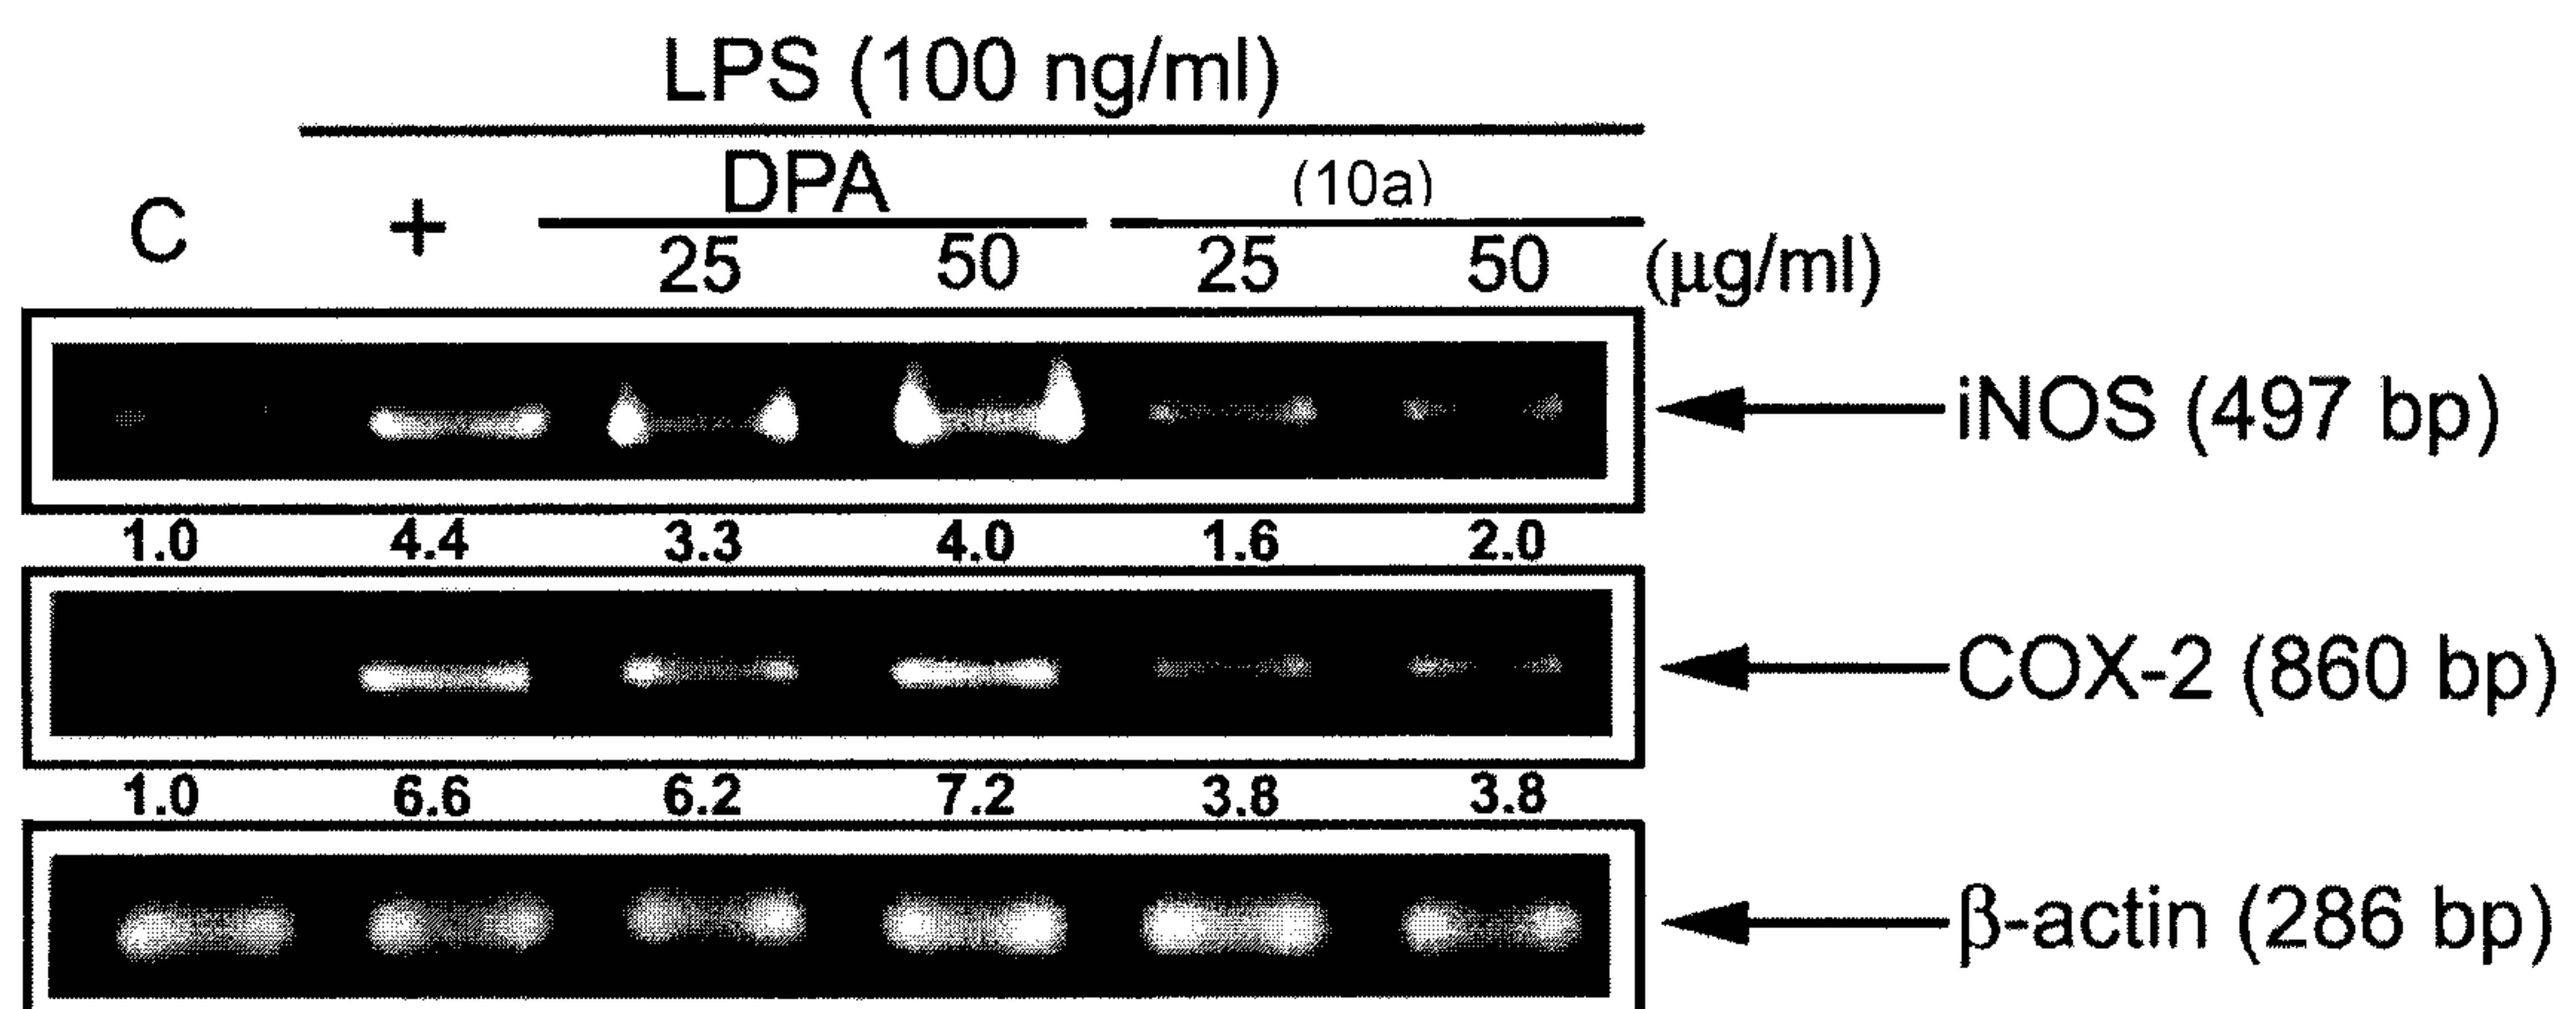 LPS (100 ng/ml)
DPA (10a)
C + 25 50 25 50 (μg/ml)
iNOS (497 bp)
1.0 4.4 3.3 4.0 1.6 2.0
COX-2 (860 bp)
1.0 6.6 6.2 7.2 3.8 3.8
β-actin (286 bp)